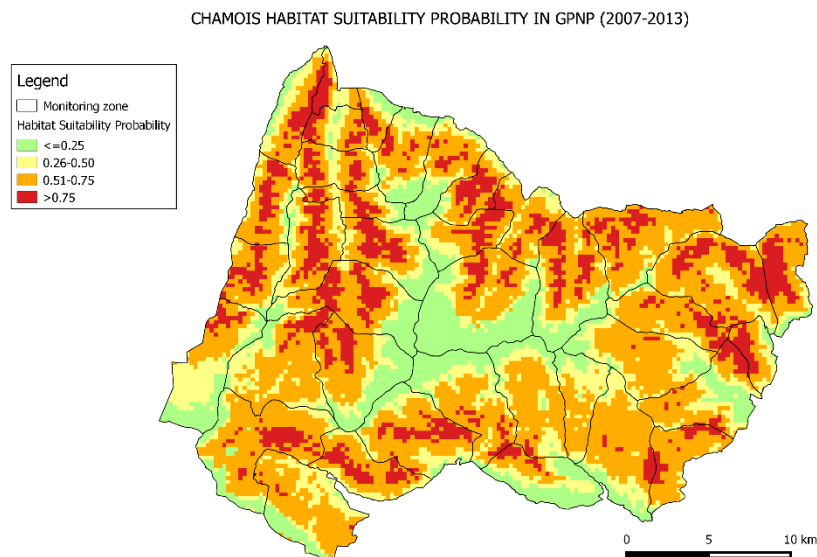 CHAMOIS HABITAT SUITABILITY PROBABILITY IN GPNP (2007-2013)
Legend
Monitoring zone
Habitat Suitability Probability
<=0.25
0.26-0.50
0.51-0.75
>0.75
0 5 10 km